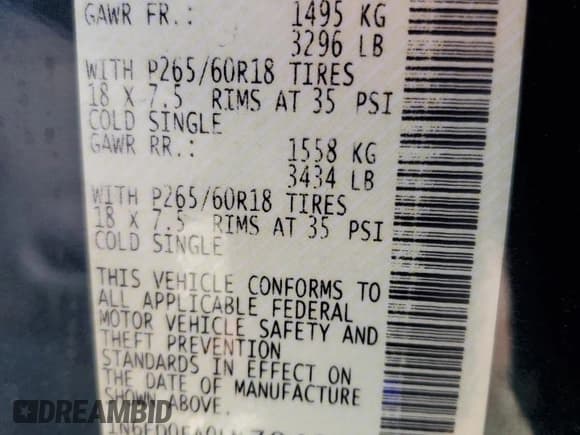 GAWR FR.: 1495 KG
3296 LB
WITH P265/60R18 TIRES
18 X 7.5 RIMS AT 35 PSI
COLD SINGLE
GAWR RR.: 1558 KG
3434 LB
WITH P265/60R18 TIRES
18 X 7.5 RIMS AT 35 PSI
COLD SINGLE
THIS VEHICLE CONFORMS TO
ALL APPLICABLE FEDERAL
MOTOR VEHICLE SAFETY AND
THEFT PREVENTION
STANDARDS IN EFFECT ON
THE DATE OF MANUFACTURE
SHOWN ABOVE.
DREAMBID